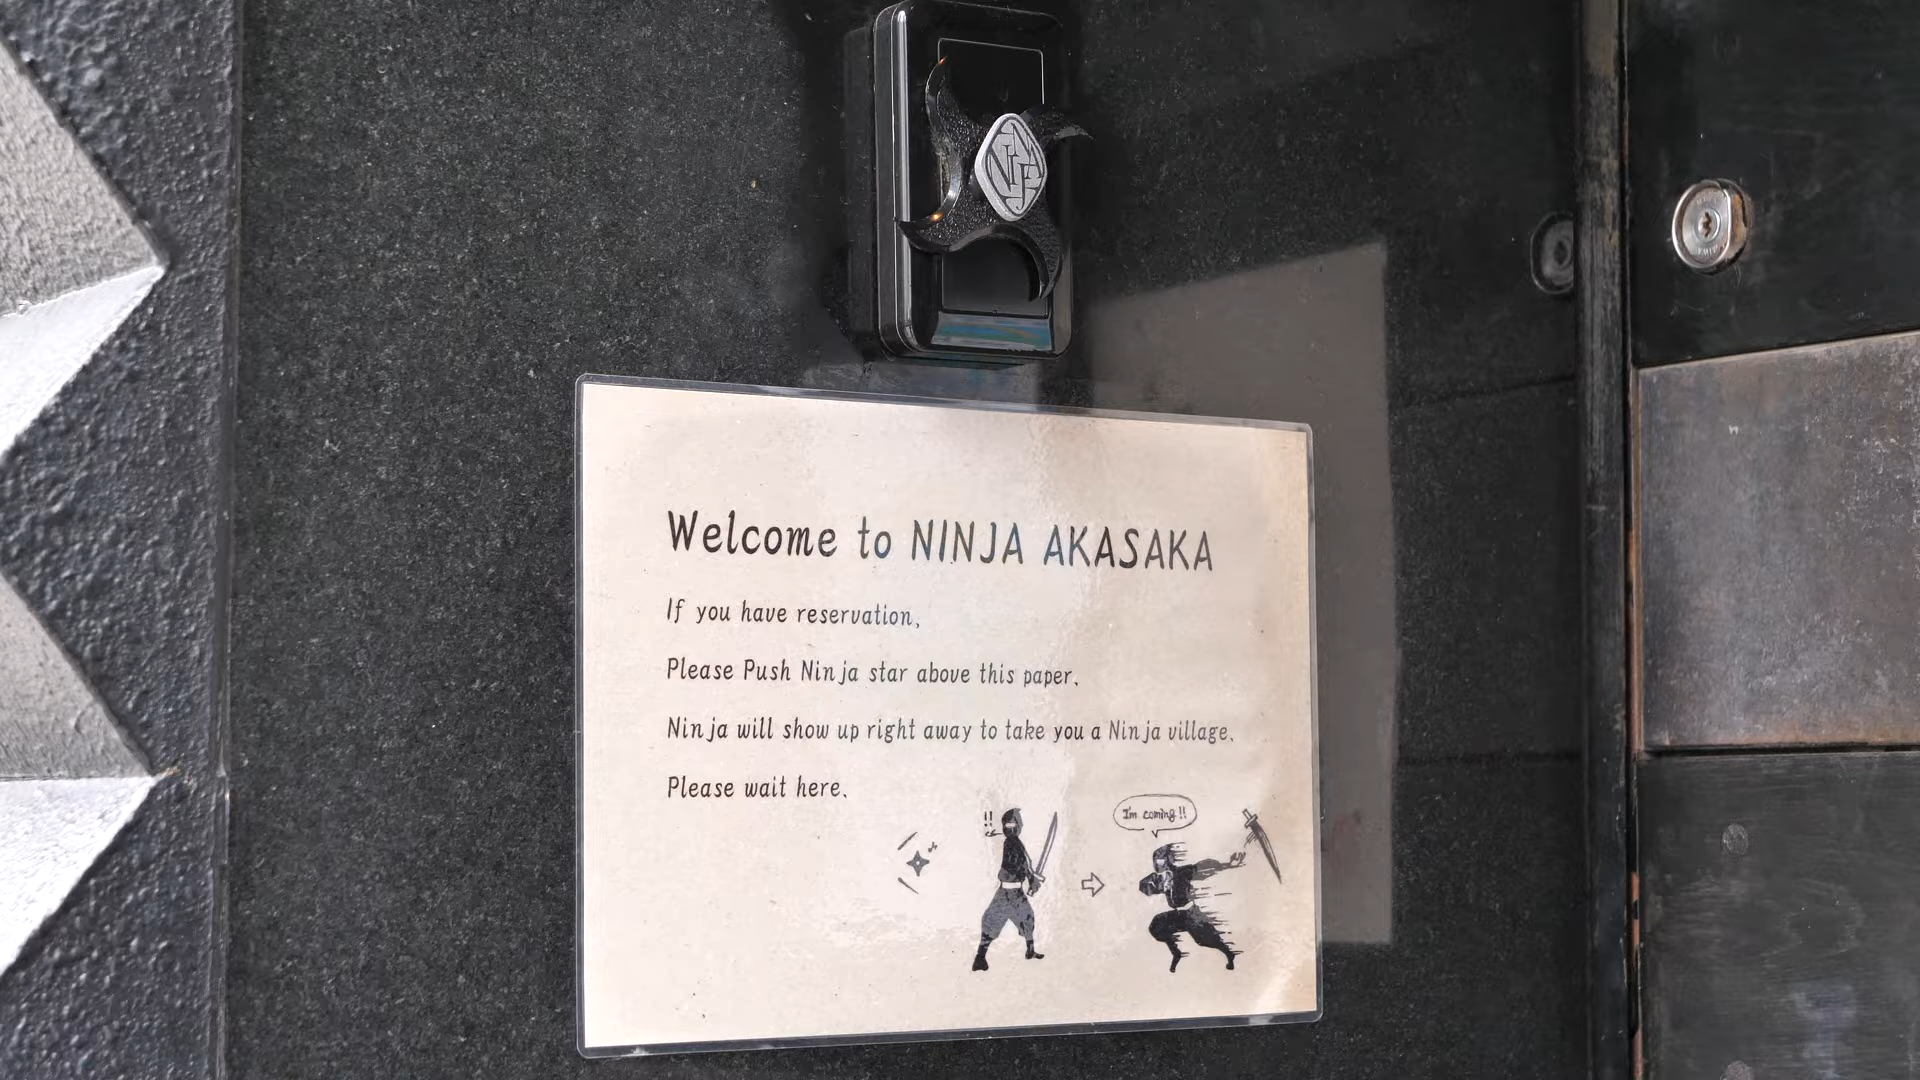 NINJA
Welcome to NINJA AKASAKA
If you have reservation,
Please Push Ninja star above this paper.
Ninja will show up right away to take you a Ninja village.
Please wait here.
!!
I'm coming!!